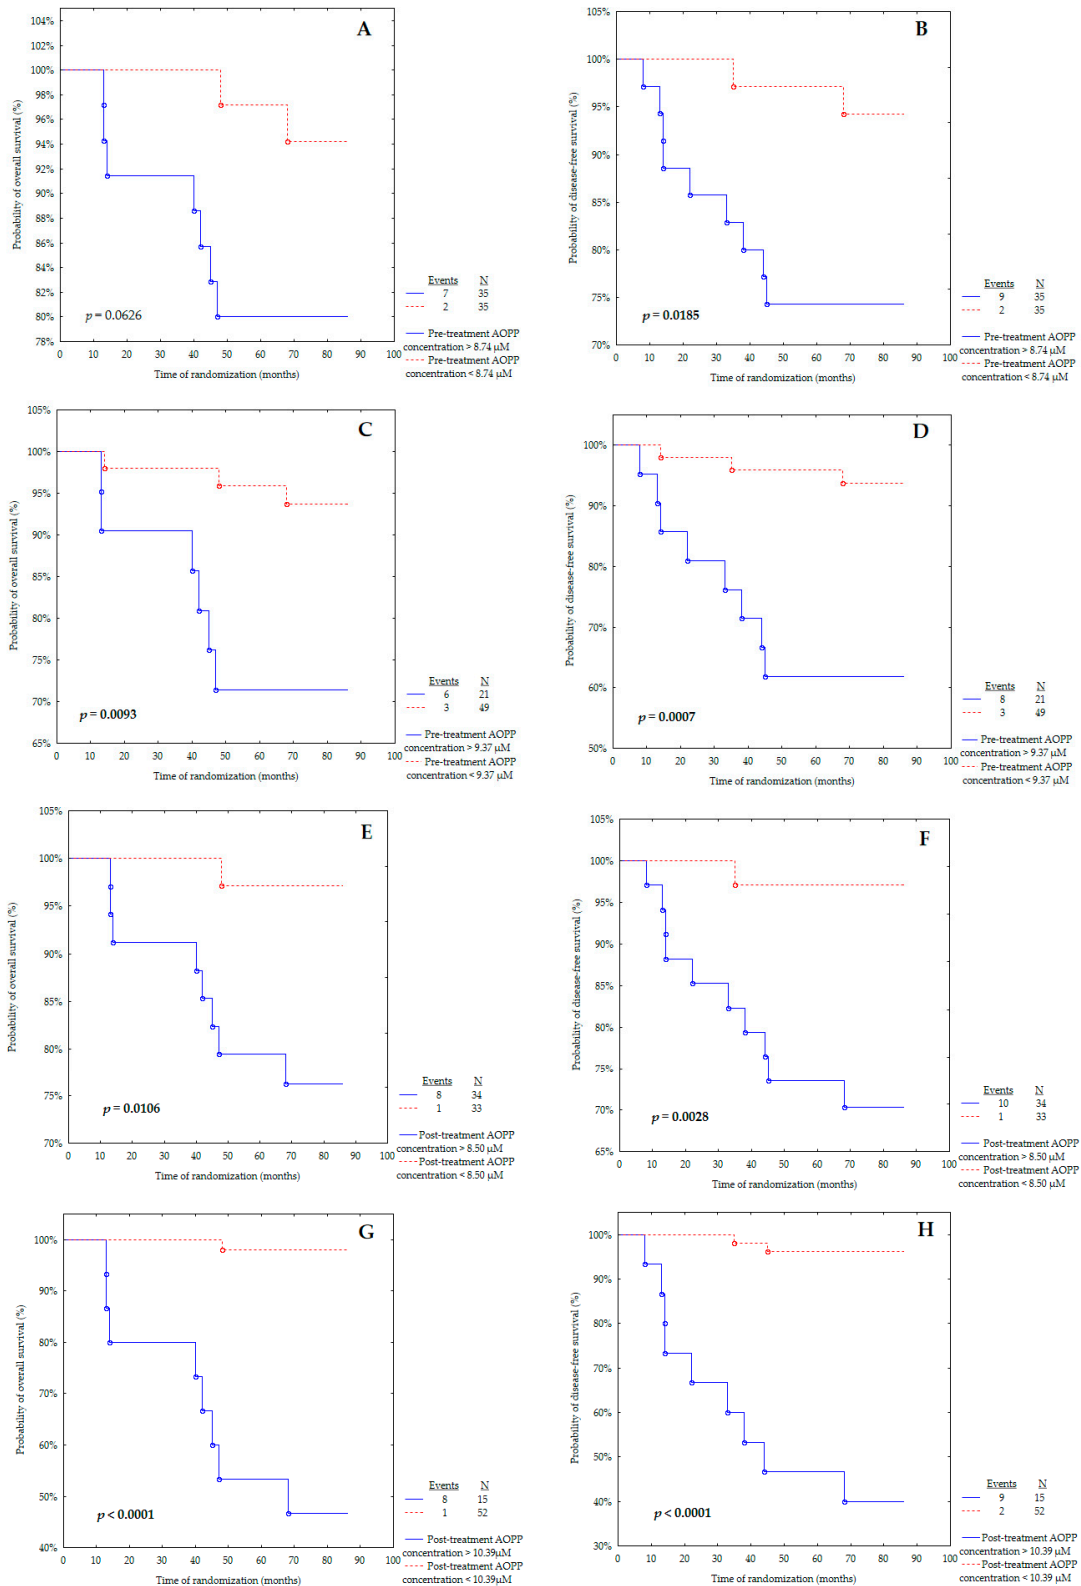 A
104%
102%
100%
98%
96%
94%
92%
90%
88%
86%
84%
82%
80%
78%
Probability of overall survival (%)
p = 0.0626
0 10 20 30 40 50 60 70 80 90 100
Time of randomization (months)
Events N
7 35
2 35
Pre-treatment AOPP
concentration > 8.74 µM
Pre-treatment AOPP
concentration < 8.74 µM
B
105%
100%
95%
90%
85%
80%
75%
70%
Probability of disease-free survival (%)
p = 0.0185
0 10 20 30 40 50 60 70 80 90 100
Time of randomization (months)
Events N
9 35
2 35
Pre-treatment AOPP
concentration > 8.74 µM
Pre-treatment AOPP
concentration < 8.74 µM
C
105%
100%
95%
90%
85%
80%
75%
70%
65%
Probability of overall survival (%)
p = 0.0093
0 10 20 30 40 50 60 70 80 90 100
Time of randomization (months)
Events N
6 21
3 49
Pre-treatment AOPP
concentration > 9.37 µM
Pre-treatment AOPP
concentration < 9.37 µM
D
100%
90%
80%
70%
60%
50%
Probability of disease-free survival (%)
p = 0.0007
0 10 20 30 40 50 60 70 80 90 100
Time of randomization (months)
Events N
8 21
3 49
Pre-treatment AOPP
concentration > 9.37 µM
Pre-treatment AOPP
concentration < 9.37 µM
E
105%
100%
95%
90%
85%
80%
75%
70%
Probability of overall survival (%)
p = 0.0106
0 10 20 30 40 50 60 70 80 90 100
Time of randomization (months)
Events N
8 34
1 33
Post-treatment AOPP
concentration > 8.50 µM
Post-treatment AOPP
concentration < 8.50 µM
F
105%
100%
95%
90%
85%
80%
75%
70%
65%
Probability of disease-free survival (%)
p = 0.0028
0 10 20 30 40 50 60 70 80 90 100
Time of randomization (months)
Events N
10 34
1 33
Post-treatment AOPP
concentration > 8.50 µM
Post-treatment AOPP
concentration < 8.50 µM
G
100%
90%
80%
70%
60%
50%
40%
Probability of overall survival (%)
p < 0.0001
0 10 20 30 40 50 60 70 80 90 100
Time of randomization (months)
Events N
8 15
1 52
Post-treatment AOPP
concentration > 10.39µM
Post-treatment AOPP
concentration < 10.39µM
H
100%
90%
80%
70%
60%
50%
40%
30%
Probability of disease-free survival (%)
p < 0.0001
0 10 20 30 40 50 60 70 80 90 100
Time of randomization (months)
Events N
9 15
2 52
Post-treatment AOPP
concentration > 10.39µM
Post-treatment AOPP
concentration < 10.39µM